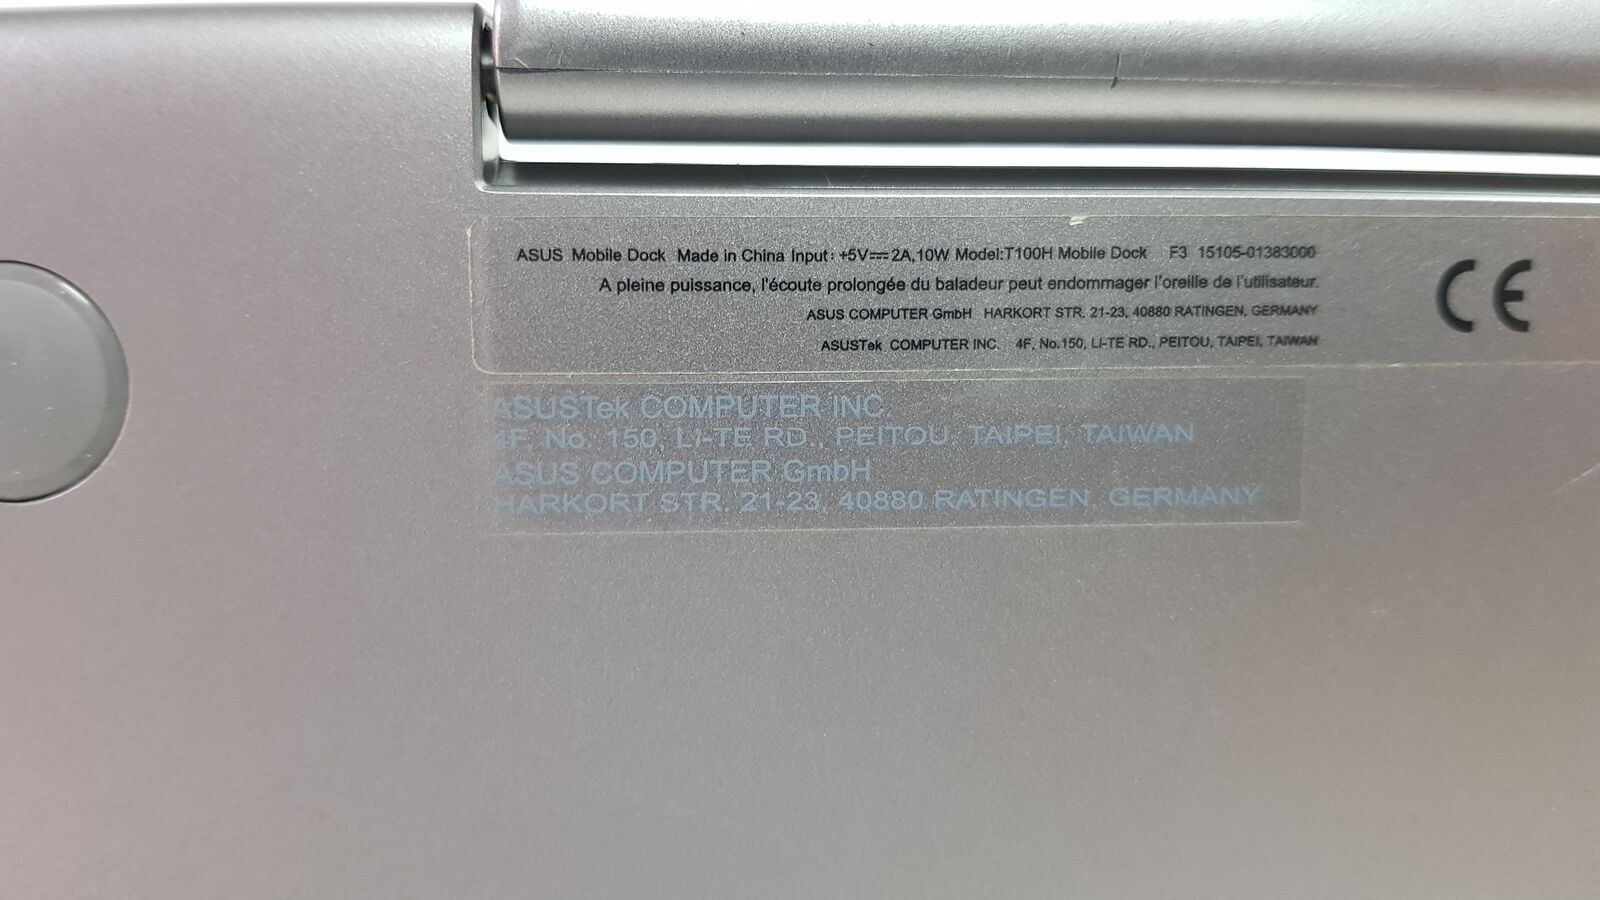 ASUS Mobile Dock Made in China Input: +5V⎓2A,10W Model:T100H Mobile Dock F3 15105-01383000
A pleine puissance, l'écoute prolongée du baladeur peut endommager l'oreille de l'utilisateur.
ASUS COMPUTER GmbH HARKORT STR. 21-23, 40880 RATINGEN, GERMANY
ASUSTek COMPUTER INC. 4F, No.150, LI-TE RD., PEITOU, TAIPEI, TAIWAN
CE
ASUSTek COMPUTER INC.
4F, No. 150, LI-TE RD., PEITOU, TAIPEI, TAIWAN
ASUS COMPUTER GmbH
HARKORT STR. 21-23, 40880 RATINGEN, GERMANY